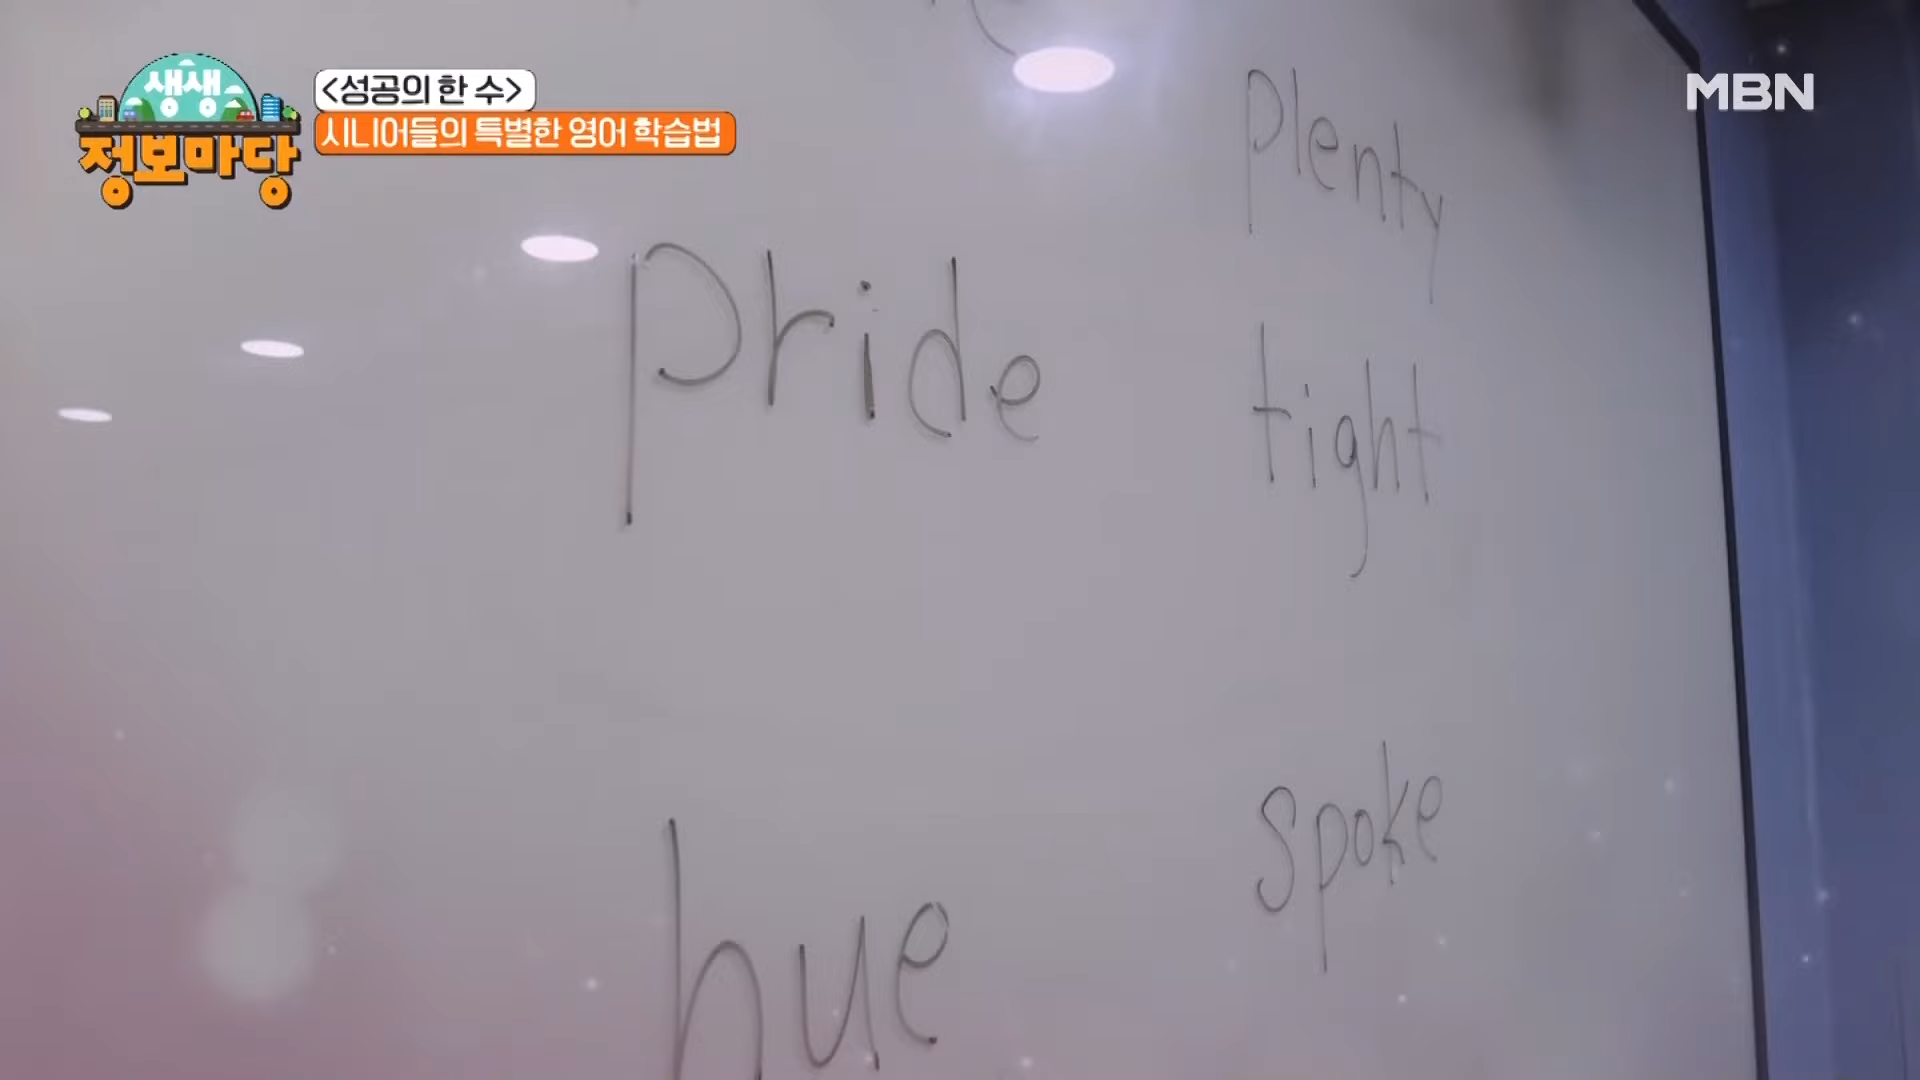 생생
정보마당
<성공의 한 수>
시니어들의 특별한 영어 학습법
MBN
Pride
hue
Plenty
tight
Spoke